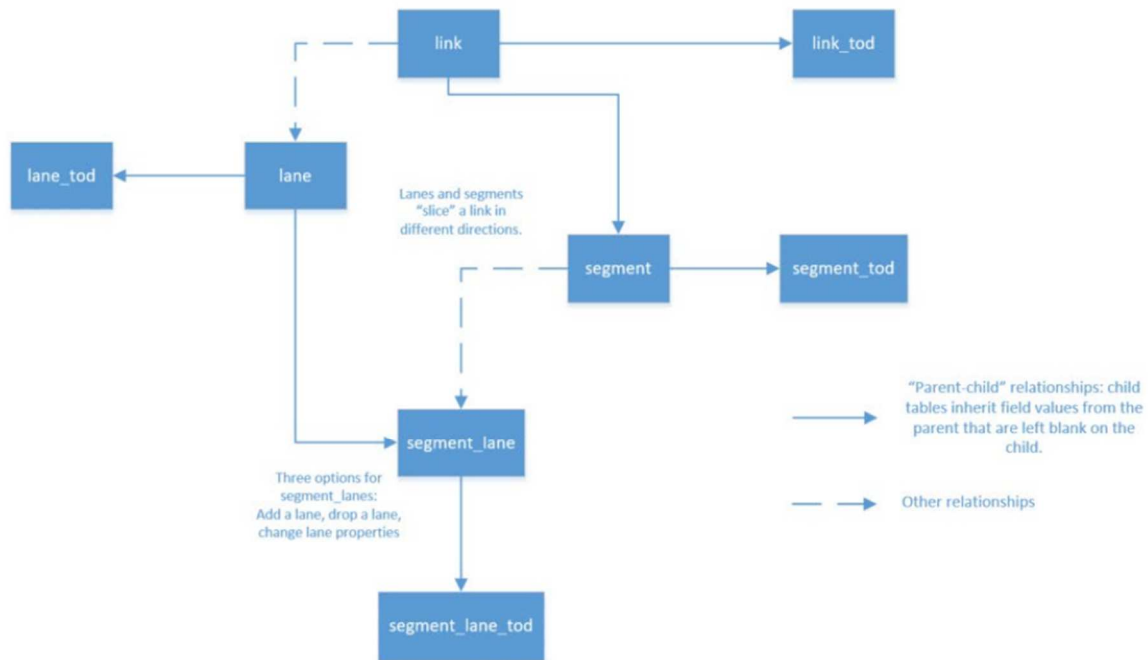 link
link_tod
lane_tod
lane
Lanes and segments
“slice” a link in
different directions.
segment
segment_tod
“Parent-child” relationships: child
tables inherit field values from the
parent that are left blank on the
child.
segment_lane
Three options for
segment_lanes:
Add a lane, drop a lane,
change lane properties
Other relationships
segment_lane_tod